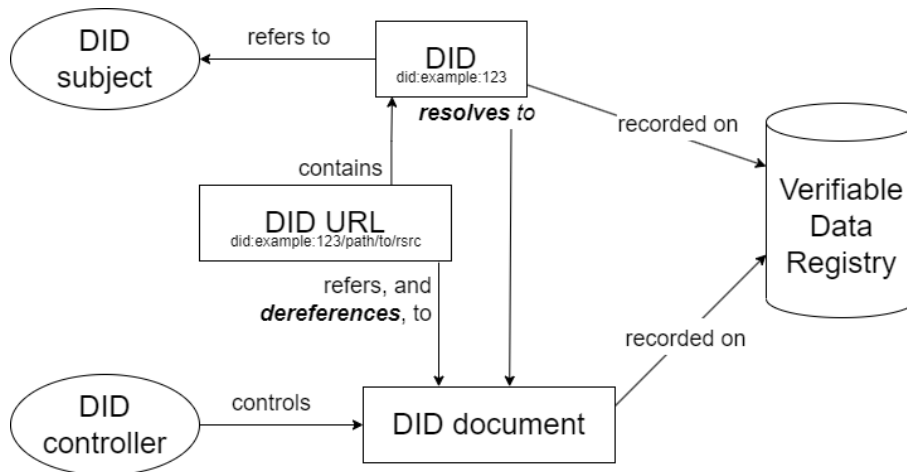 DID
subject
refers to
DID
did:example:123
resolves to
recorded on
contains
Verifiable
Data
Registry
DID URL
did:example:123/path/to/rsrc
refers, and
dereferences, to
recorded on
DID
controller
controls
DID document